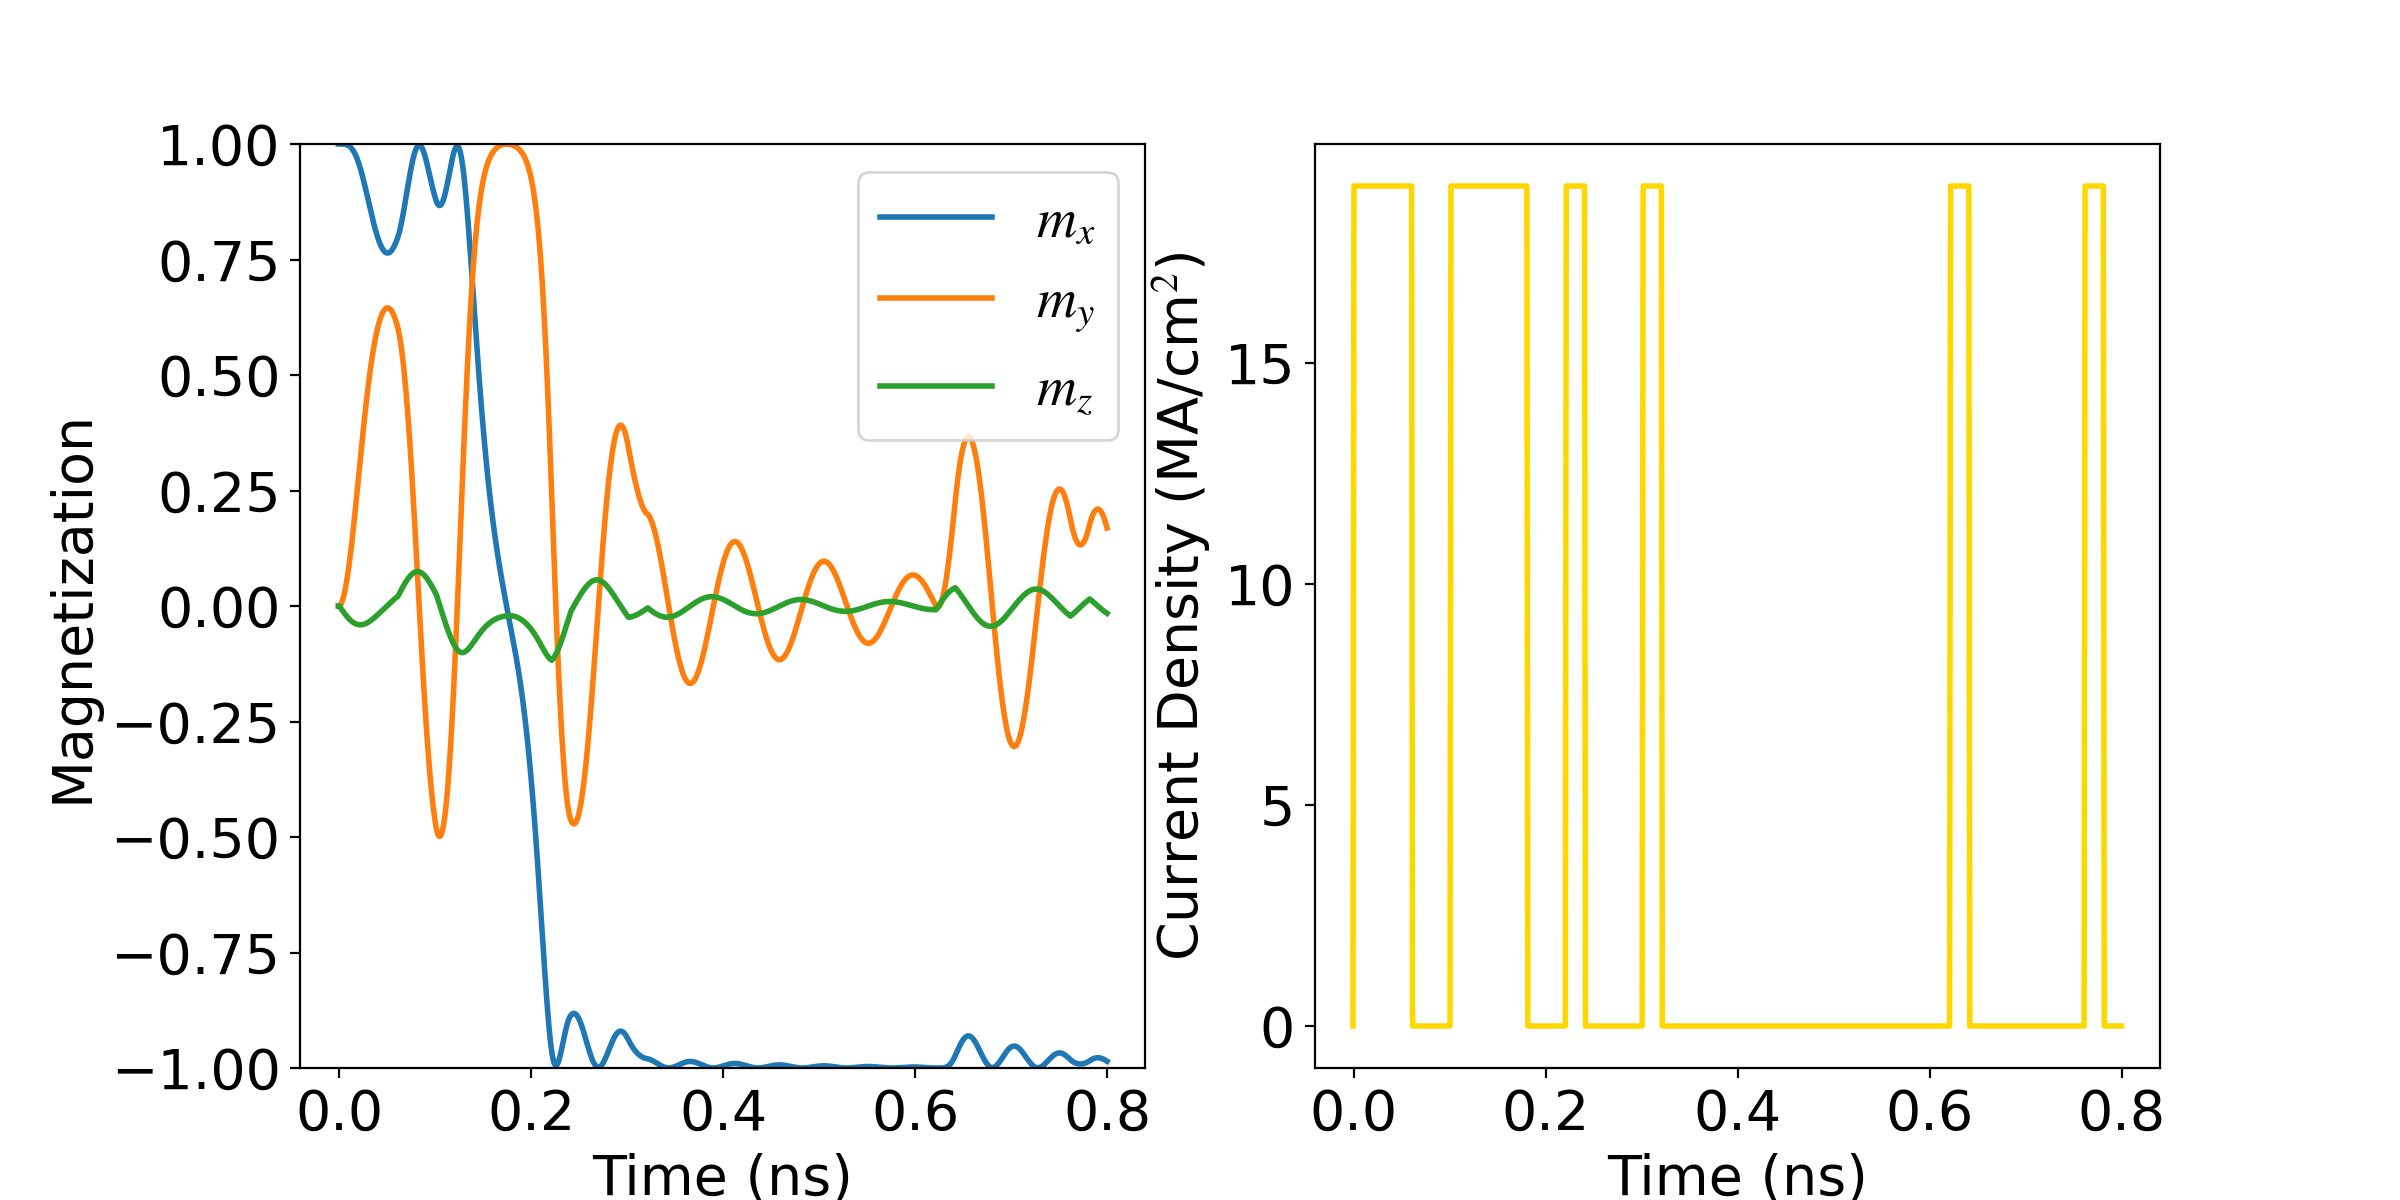 1.00
0.75
0.50
0.25
0.00
−0.25
−0.50
−0.75
−1.00
Magnetization
0.0 0.2 0.4 0.6 0.8
Time (ns)
m_x
m_y
m_z
15
10
5
0
Current Density (MA/cm²)
0.0 0.2 0.4 0.6 0.8
Time (ns)